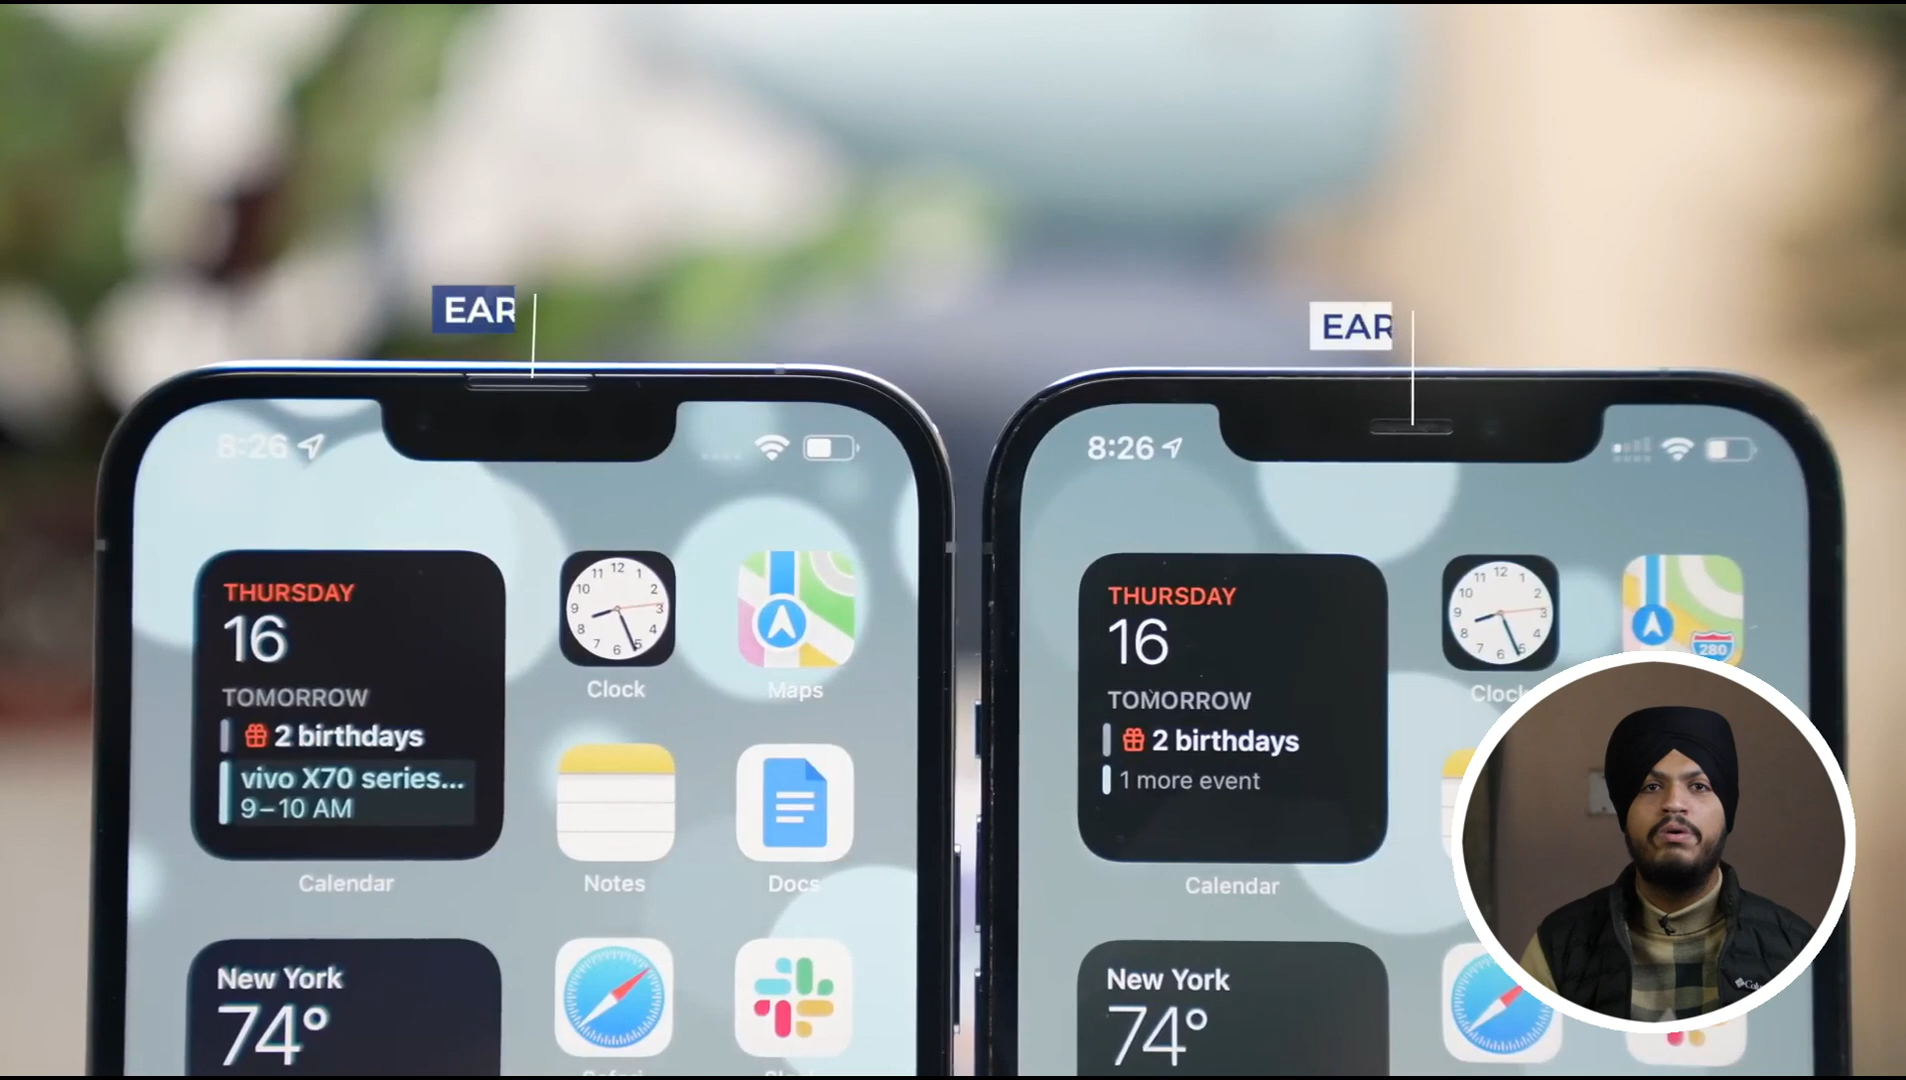 EAR
EAR
8:26
8:26
THURSDAY
16
TOMORROW
2 birthdays
vivo X70 series...
9–10 AM
Calendar
Clock
Maps
Notes
Docs
New York
74°
THURSDAY
16
TOMORROW
2 birthdays
1 more event
Calendar
280
New York
74°